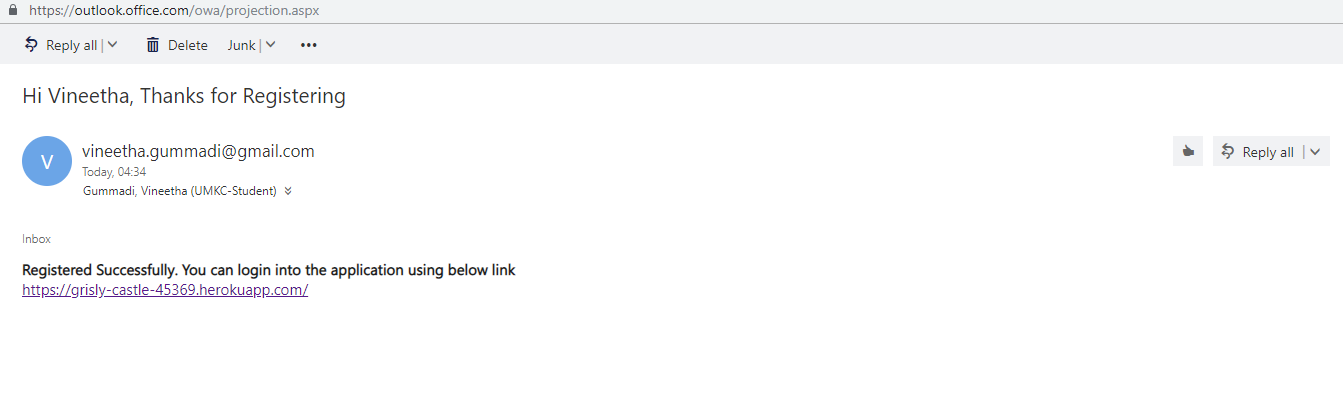 https://outlook.office.com/owa/projection.aspx
Reply all | Delete Junk | •••
Hi Vineetha, Thanks for Registering
V
vineetha.gummadi@gmail.com
Today, 04:34
Gummadi, Vineetha (UMKC-Student)
Reply all |
Inbox
Registered Successfully. You can login into the application using below link
https://grisly-castle-45369.herokuapp.com/